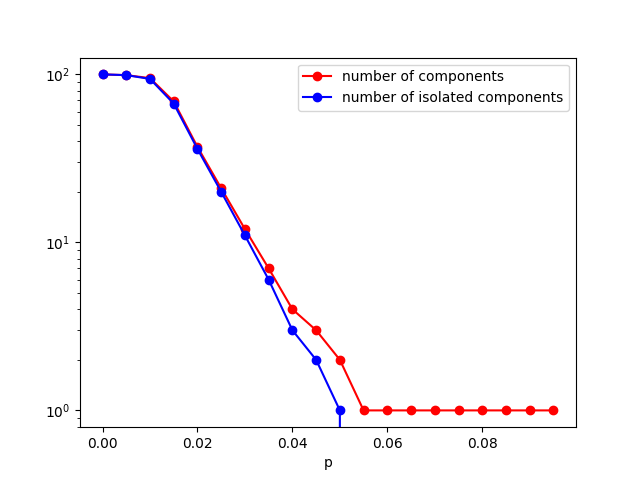 number of components
number of isolated components
10²
10¹
10⁰
0.00 0.02 0.04 0.06 0.08
p